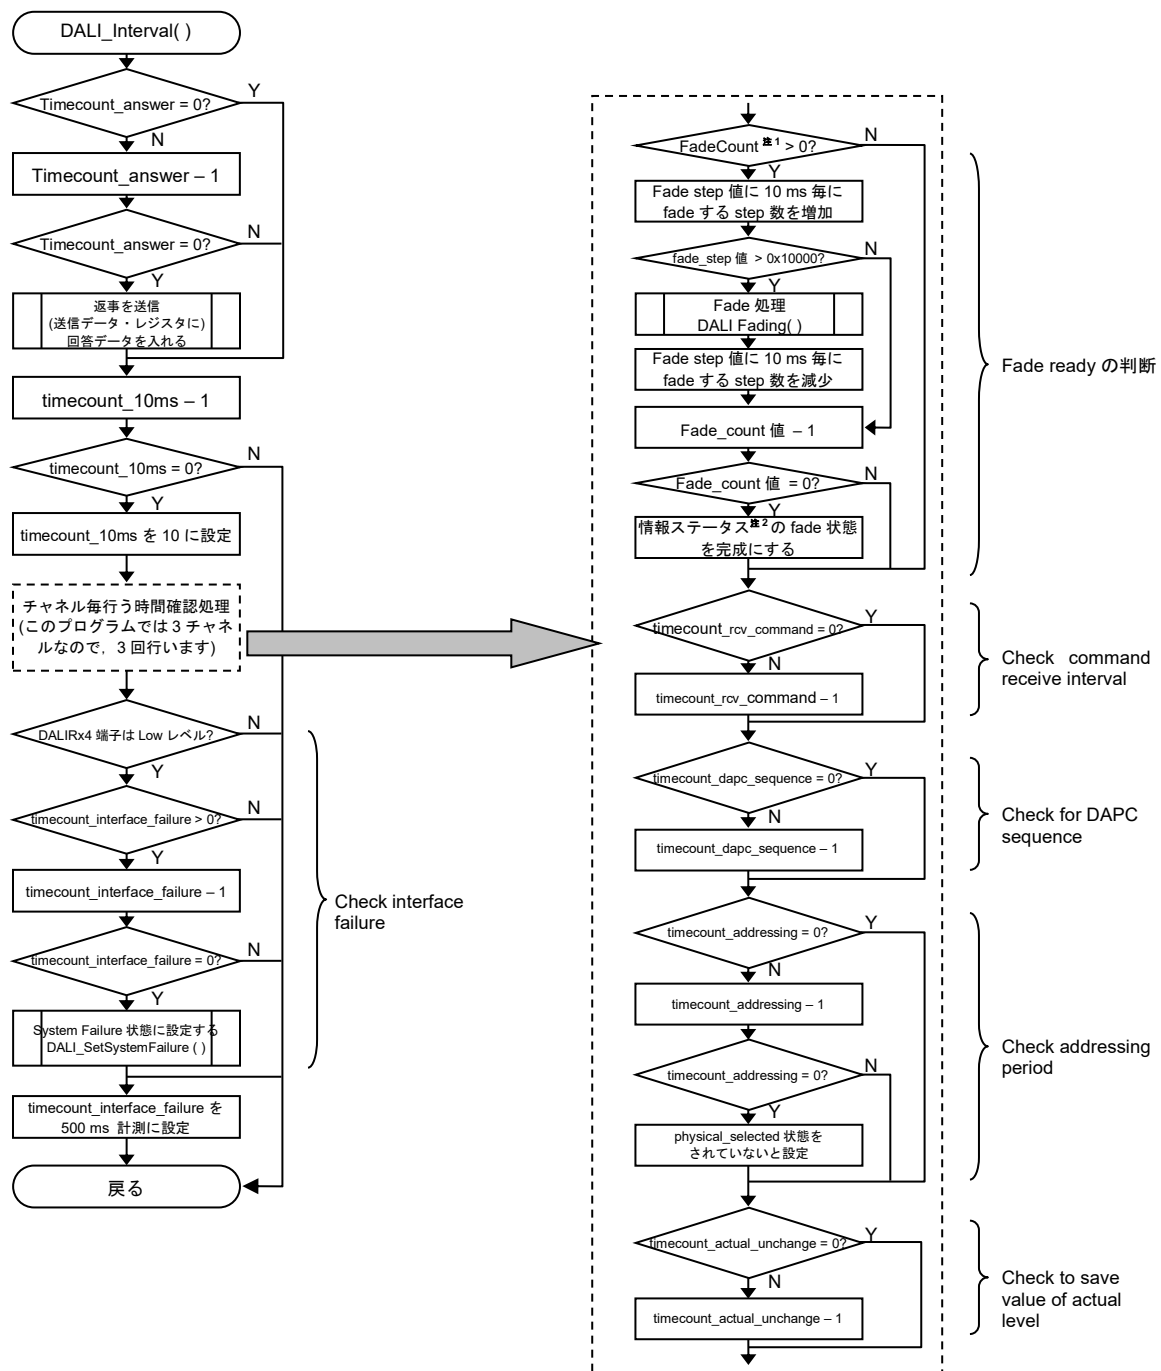 DALI_Interval( )
Timecount_answer = 0?
Y
N
Timecount_answer – 1
Timecount_answer = 0?
N
Y
返事を送信
(送信データ・レジスタに)
回答データを入れる
timecount_10ms – 1
timecount_10ms = 0?
N
Y
timecount_10ms を 10 に設定
チャネル毎行う時間確認処理
(このプログラムでは 3 チャネ
ルなので，3 回行います)
DALIRx4 端子は Low レベル?
N
Y
timecount_interface_failure > 0?
N
Y
timecount_interface_failure – 1
timecount_interface_failure = 0?
N
Y
System Failure 状態に設定する
DALI_SetSystemFailure ( )
timecount_interface_failure を
500 ms 計測に設定
戻る
Check interface
failure
FadeCount 注1 > 0?
N
Y
Fade step 値に 10 ms 毎に
fade する step 数を増加
fade_step 値 > 0x10000?
N
Y
Fade 処理
DALI Fading( )
Fade step 値に 10 ms 毎に
fade する step 数を減少
Fade_count 値 – 1
Fade_count 値 = 0?
N
Y
情報ステータス注2 の fade 状態
を完成にする
Fade ready の判断
timecount_rcv_command = 0?
Y
N
timecount_rcv_command – 1
Check command
receive interval
timecount_dapc_sequence = 0?
Y
N
timecount_dapc_sequence – 1
Check for DAPC
sequence
timecount_addressing = 0?
Y
N
timecount_addressing – 1
timecount_addressing = 0?
N
Y
physical_selected 状態を
されていないと設定
Check addressing
period
timecount_actual_unchange = 0?
Y
N
timecount_actual_unchange – 1
Check to save
value of actual
level